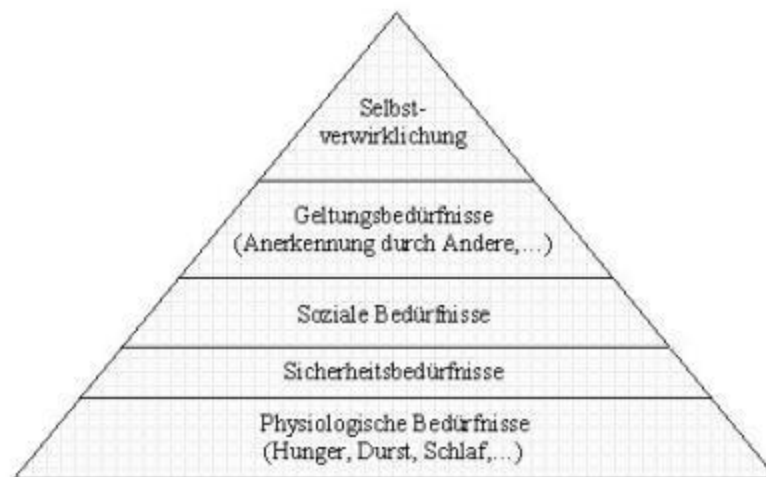 Selbst-
verwirklichung
Geltungsbedürfnisse
(Anerkennung durch Andere,...)
Soziale Bedürfnisse
Sicherheitsbedürfnisse
Physiologische Bedürfnisse
(Hunger, Durst, Schlaf,...)